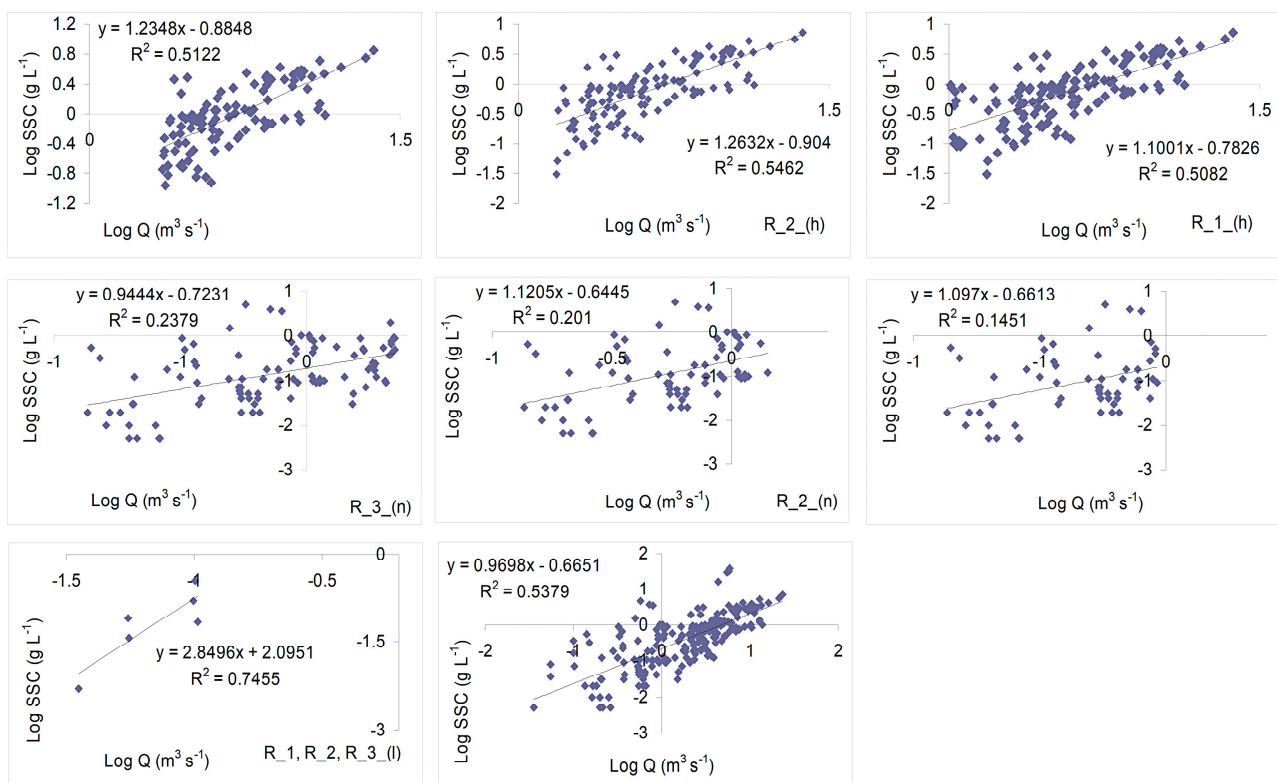 1.2
y = 1.2348x - 0.8848
R² = 0.5122
0.8
0.4
0
-0.4
-0.8
-1.2
0
1.5
Log SSC (g L⁻¹)
Log Q (m³ s⁻¹)
1
0.5
0
-0.5
-1
-1.5
-2
0
1.5
y = 1.2632x - 0.904
R² = 0.5462
Log SSC (g L⁻¹)
Log Q (m³ s⁻¹)
R_2_(h)
1
0.5
0
-0.5
-1
-1.5
-2
0
1.5
y = 1.1001x - 0.7826
R² = 0.5082
Log SSC (g L⁻¹)
Log Q (m³ s⁻¹)
R_1_(h)
y = 0.9444x - 0.7231
R² = 0.2379
1
0
-1
-2
-3
-1
-1
0
Log SSC (g L⁻¹)
Log Q (m³ s⁻¹)
R_3_(n)
y = 1.1205x - 0.6445
R² = 0.201
1
0
-1
-2
-3
-1
-0.5
0
Log SSC (g L⁻¹)
Log Q (m³ s⁻¹)
R_2_(n)
y = 1.097x - 0.6613
R² = 0.1451
1
0
-1
-2
-3
-1
-1
0
Log SSC (g L⁻¹)
Log Q (m³ s⁻¹)
0
-1.5
-1
-0.5
-1.5
-3
y = 2.8496x + 2.0951
R² = 0.7455
Log SSC (g L⁻¹)
Log Q (m³ s⁻¹)
R_1, R_2, R_3_(l)
y = 0.9698x - 0.6651
R² = 0.5379
2
1
0
-1
-2
-3
-2
-1
0
1
2
Log SSC (g L⁻¹)
Log Q (m³ s⁻¹)